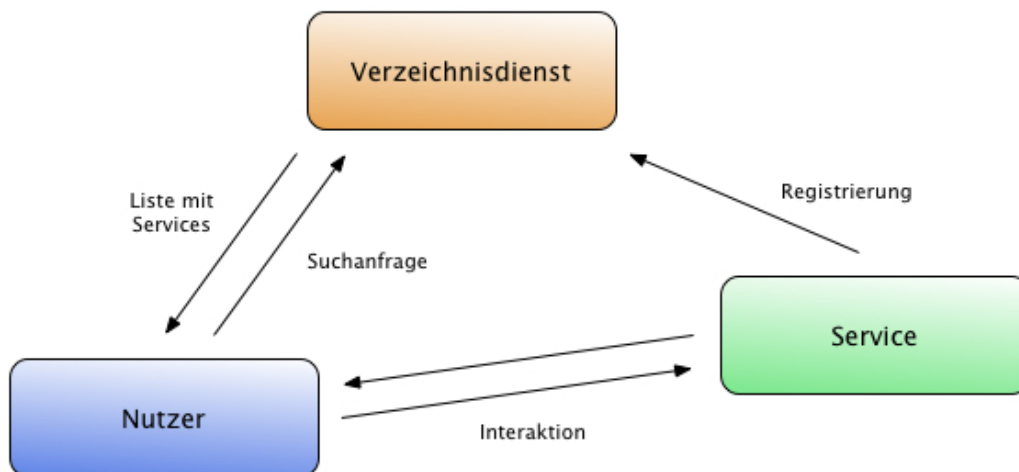 Verzeichnisdienst
Liste mit
Services
Registrierung
Suchanfrage
Service
Nutzer
Interaktion